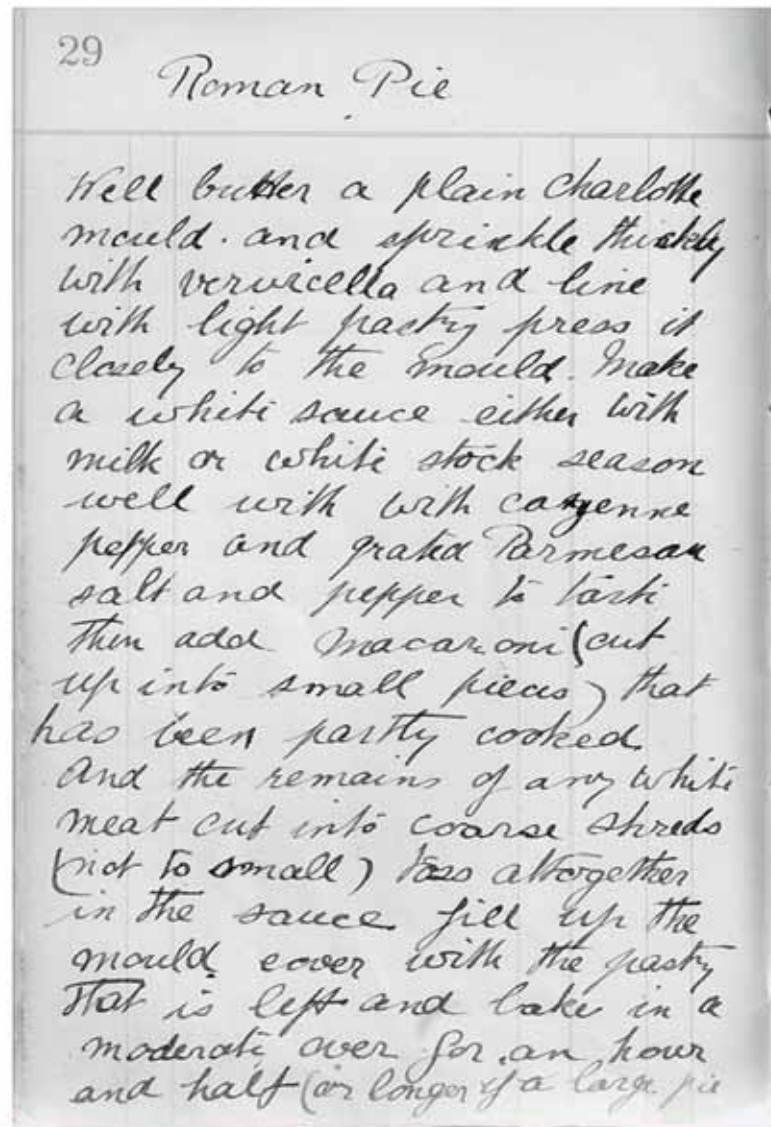 29
Roman Pie
Well butter a plain Charlotte
mould. and sprinkle thickly
with vervicella and line
with light pastry press it
closely to the mould. Make
a white sauce either with
milk or white stock season
well with with cayenne
pepper and grated Parmesan
salt and pepper to taste
Then add Macaroni (cut
up into small pieces) that
has been partly cooked
And the remains of any white
meat cut into coarse shreds
(not to small) toss altogether
in the sauce fill up the
mould. cover with the pastry
that is left and bake in a
moderate oven for an hour
and half (or longer if a large pie